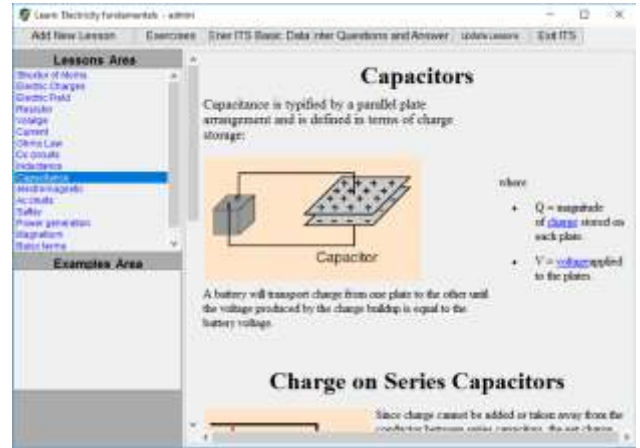 Learn: Electricity fundamentals - admin
Add New Lesson
Exercises
Enter ITS Basic Data
Inter Questions and Answer
Update Lessons
Exit ITS
Lessons Area
Structor of Atoms
Electric Charges
Electric Field
Resistor
Voltage
Current
Ohms Law
Dc circuits
Inductance
Capacitance
electromagnetic
Ac circuits
Safety
Power generation
Magnetism
Basic terms
Examples Area
Capacitors
Capacitance is typified by a parallel plate
arrangement and is defined in terms of charge
storage:
Capacitor
where
• Q = magnitude
of charge stored on
each plate.
• V = voltage applied
to the plates.
A battery will transport charge from one plate to the other until
the voltage produced by the charge buildup is equal to the
battery voltage.
Charge on Series Capacitors
Since charge cannot be added or taken away from the
conductor between series capacitors, the net charge